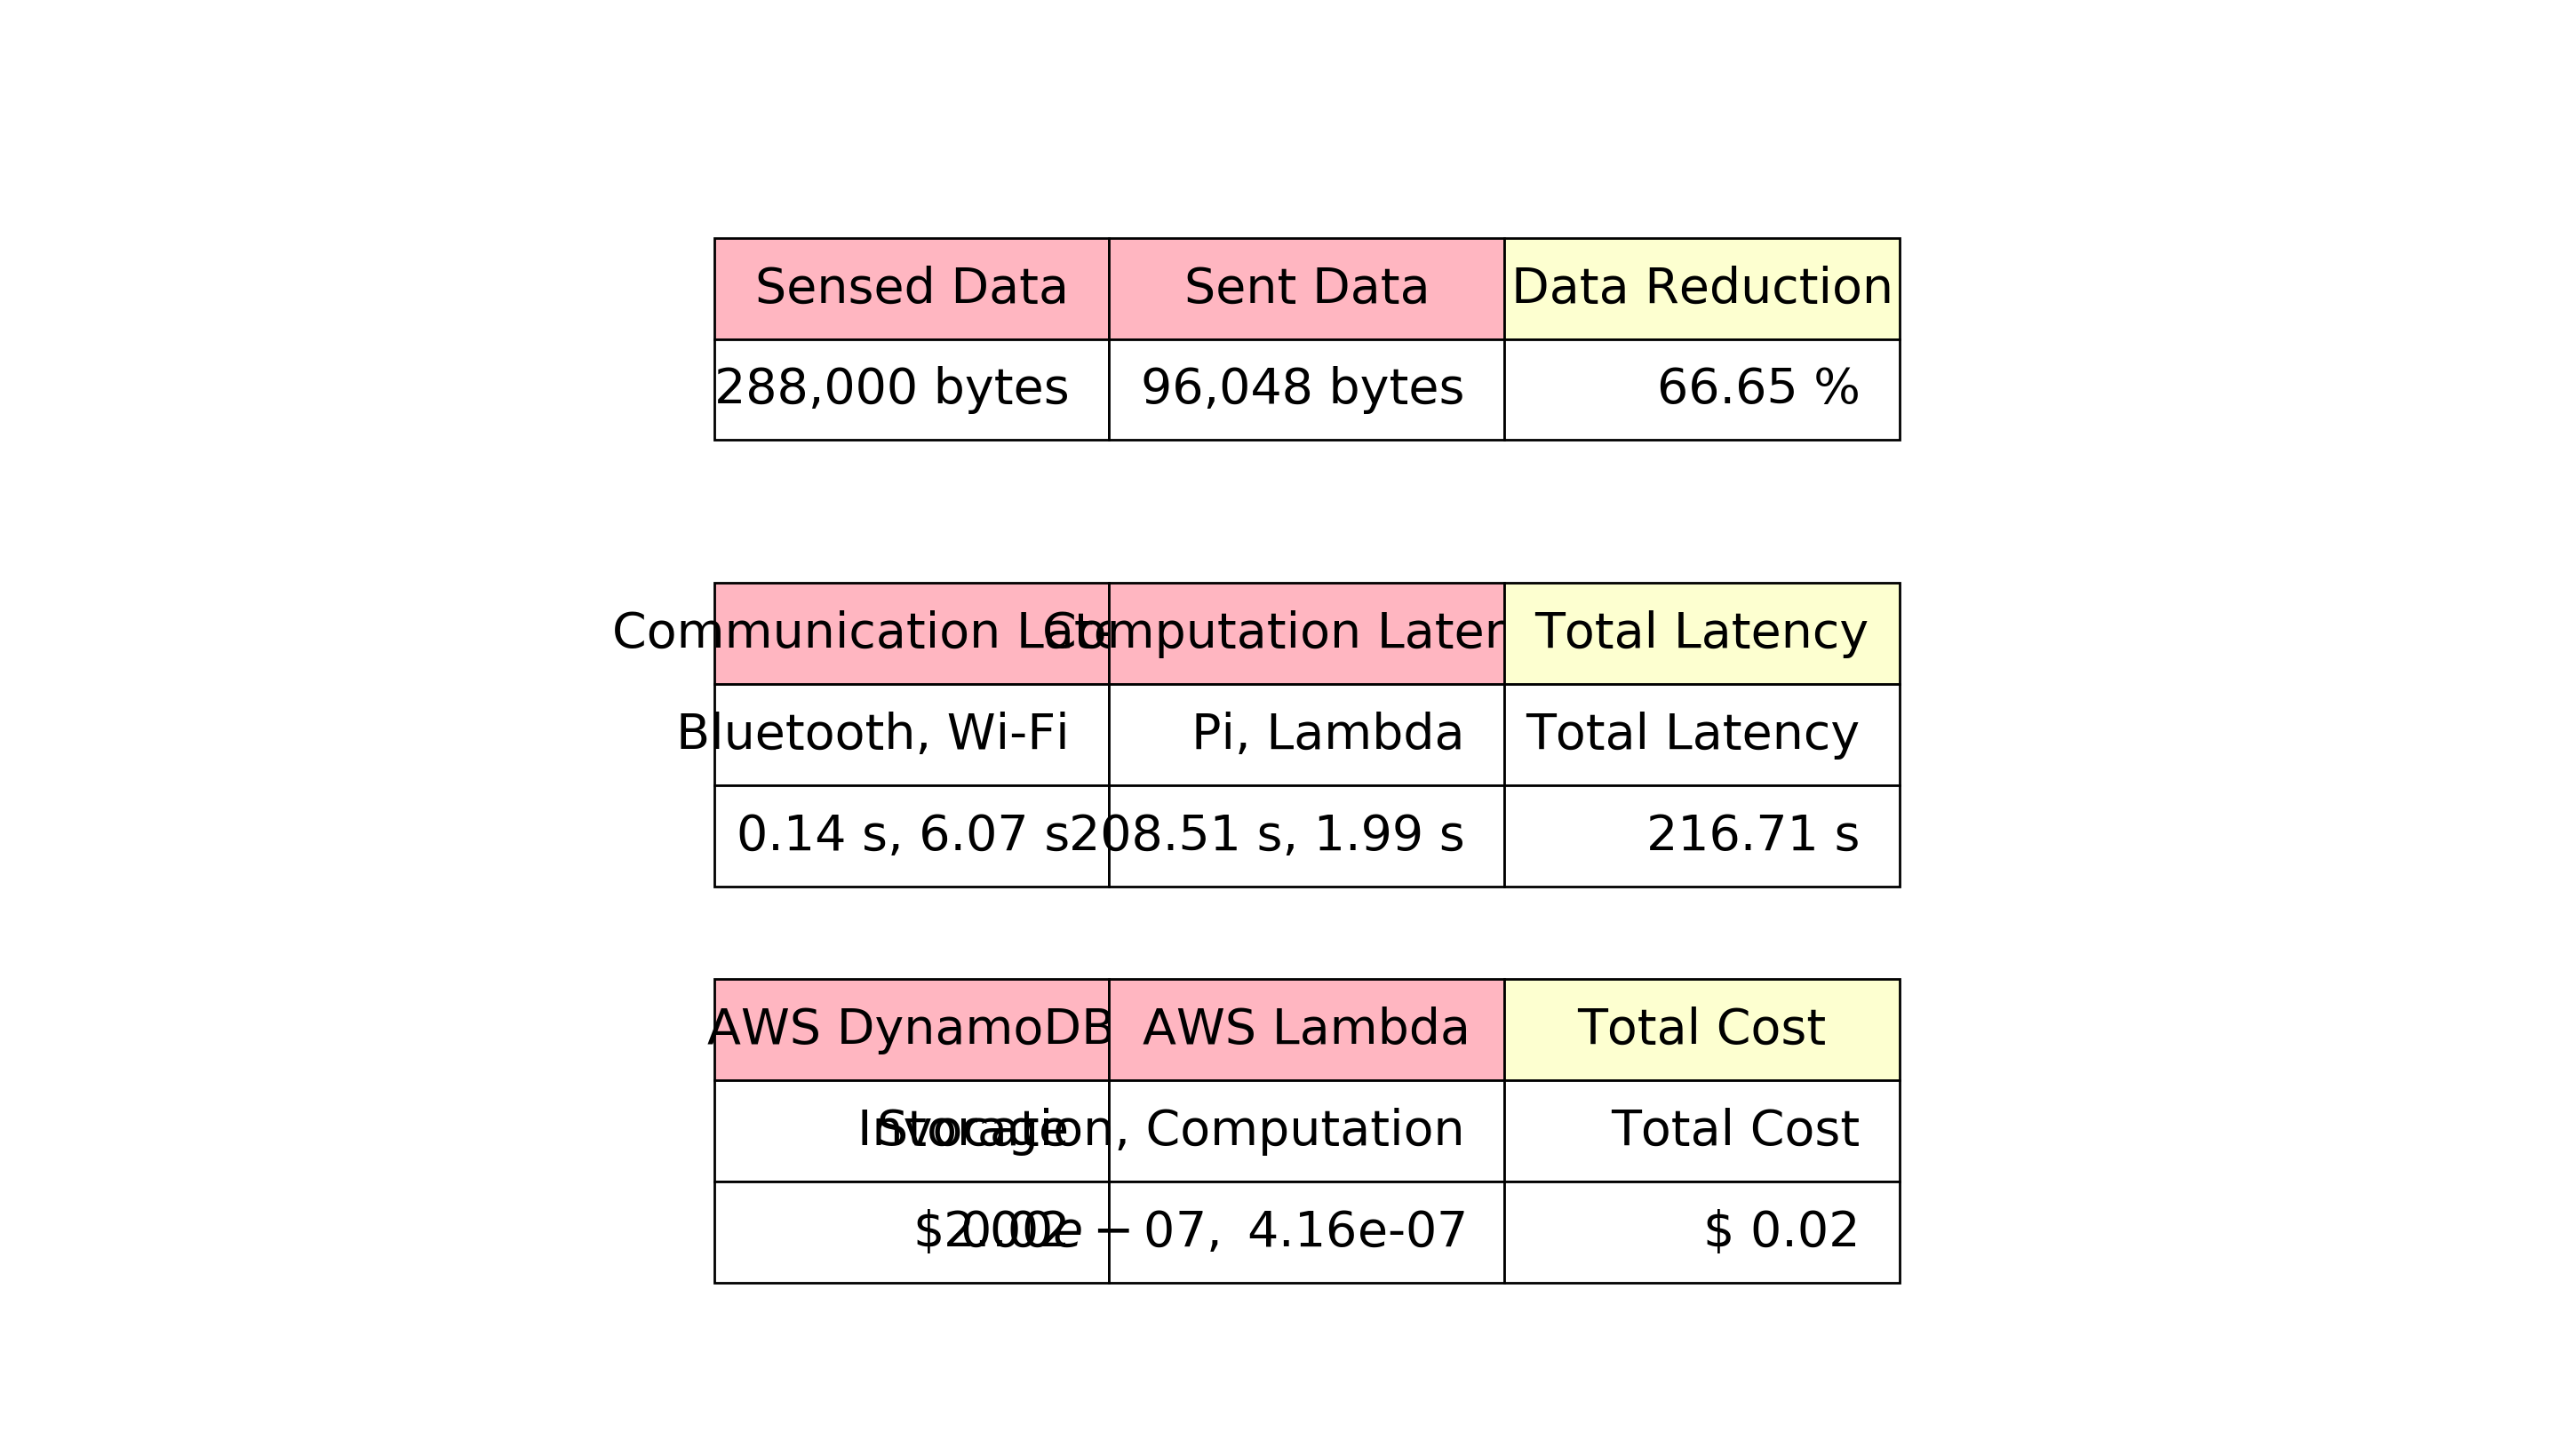 Sensed Data Sent Data Data Reduction
288,000 bytes 96,048 bytes 66.65 %
Communication Late Computation Laten Total Latency
Bluetooth, Wi-Fi Pi, Lambda Total Latency
0.14 s, 6.07 s 208.51 s, 1.99 s 216.71 s
AWS DynamoDB AWS Lambda Total Cost
Storage Invocation, Computation Total Cost
$ 0.02 2.00e-07, 4.16e-07 $ 0.02